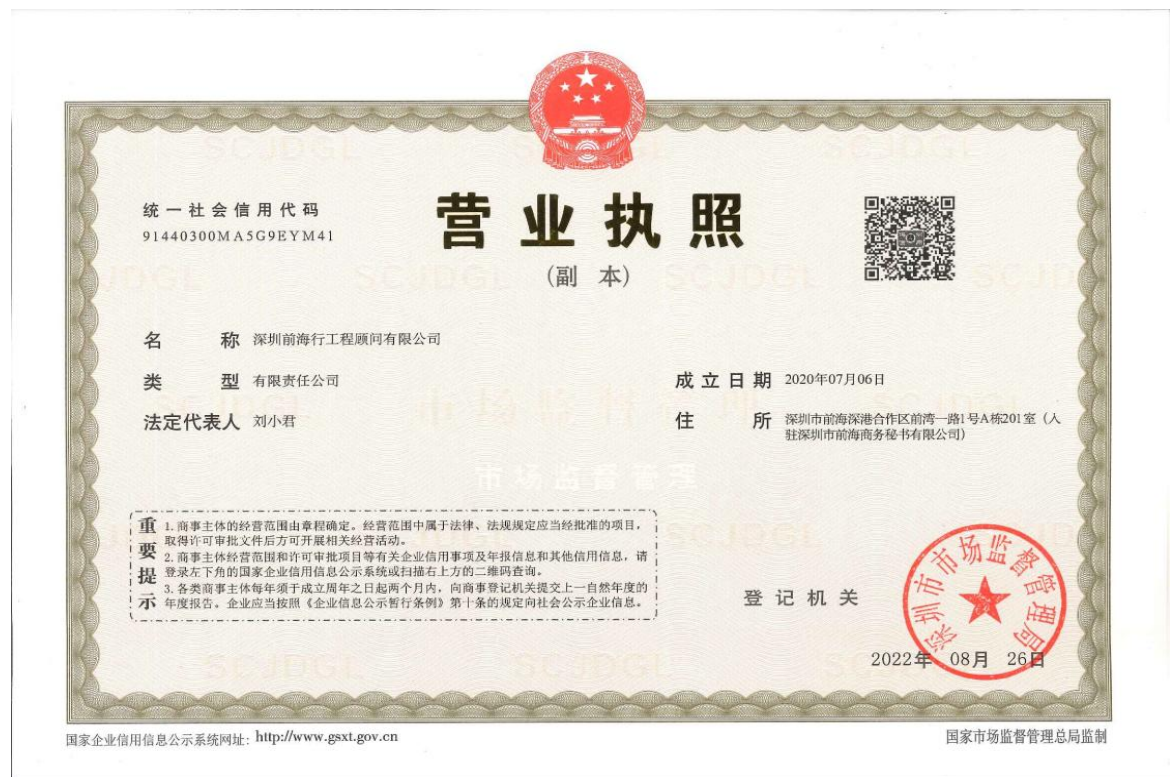 统一社会信用代码
91440300MA5G9EYM41
营业执照
(副 本)
名 称 深圳前海行工程顾问有限公司
类 型 有限责任公司
法定代表人 刘小君
成立日期 2020年07月06日
住 所 深圳市前海深港合作区前湾一路1号A栋201室（入
驻深圳市前海商务秘书有限公司)
市场监督管理
重要提示
1.商事主体的经营范围由章程确定。经营范围中属于法律、法规规定应当经批准的项目，
取得许可审批文件后方可开展相关经营活动。
2.商事主体经营范围和许可审批项目等有关企业信用事项及年报信息和其他信用信息，请
登录左下角的国家企业信用信息公示系统或扫描右上方的二维码查询。
3.各类商事主体每年须于成立周年之日起两个月内，向商事登记机关提交上一自然年度的
年度报告。企业应当按照《企业信息公示暂行条例》第十条的规定向社会公示企业信息。
登记机关
深圳市市场监督管理局
2022年 08月 26日
国家企业信用信息公示系统网址：http://www.gsxt.gov.cn
国家市场监督管理总局监制
SCJDGL